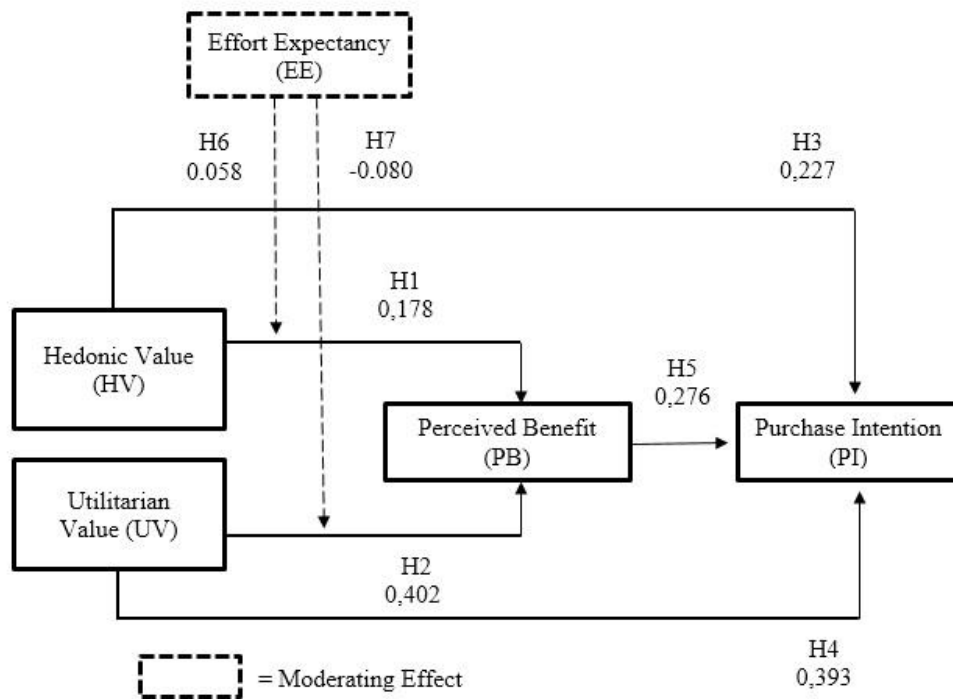 Effort Expectancy
(EE)
H6
0.058
H7
-0.080
H3
0,227
H1
0,178
Hedonic Value
(HV)
H5
0,276
Perceived Benefit
(PB)
Purchase Intention
(PI)
Utilitarian
Value (UV)
H2
0,402
H4
0,393
= Moderating Effect